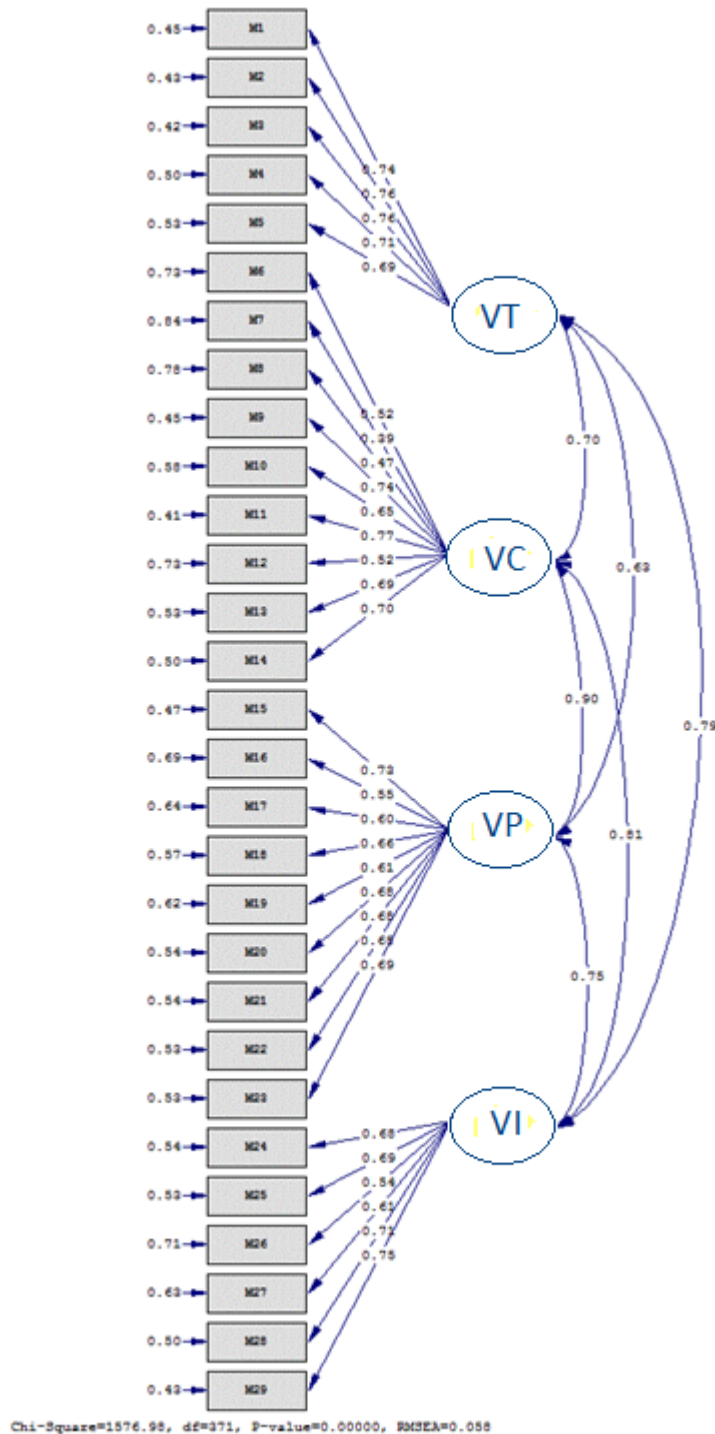 0.45 M1
0.43 M2
0.42 M3
0.50 M4
0.53 M5
0.73 M6
0.84 M7
0.78 M8
0.45 M9
0.58 M10
0.41 M11
0.73 M12
0.53 M13
0.50 M14
0.47 M15
0.69 M16
0.64 M17
0.57 M18
0.62 M19
0.54 M20
0.54 M21
0.53 M22
0.53 M23
0.54 M24
0.53 M25
0.71 M26
0.63 M27
0.50 M28
0.43 M29
0.74
0.76
0.76
0.71
0.69
0.52
0.39
0.47
0.74
0.65
0.77
0.52
0.69
0.70
0.73
0.55
0.60
0.66
0.61
0.68
0.68
0.68
0.69
0.68
0.69
0.54
0.61
0.71
0.75
VT
VC
VP
VI
0.70
0.63
0.90
0.79
0.81
0.75
Chi-Square=1576.98, df=371, P-value=0.00000, RMSEA=0.058